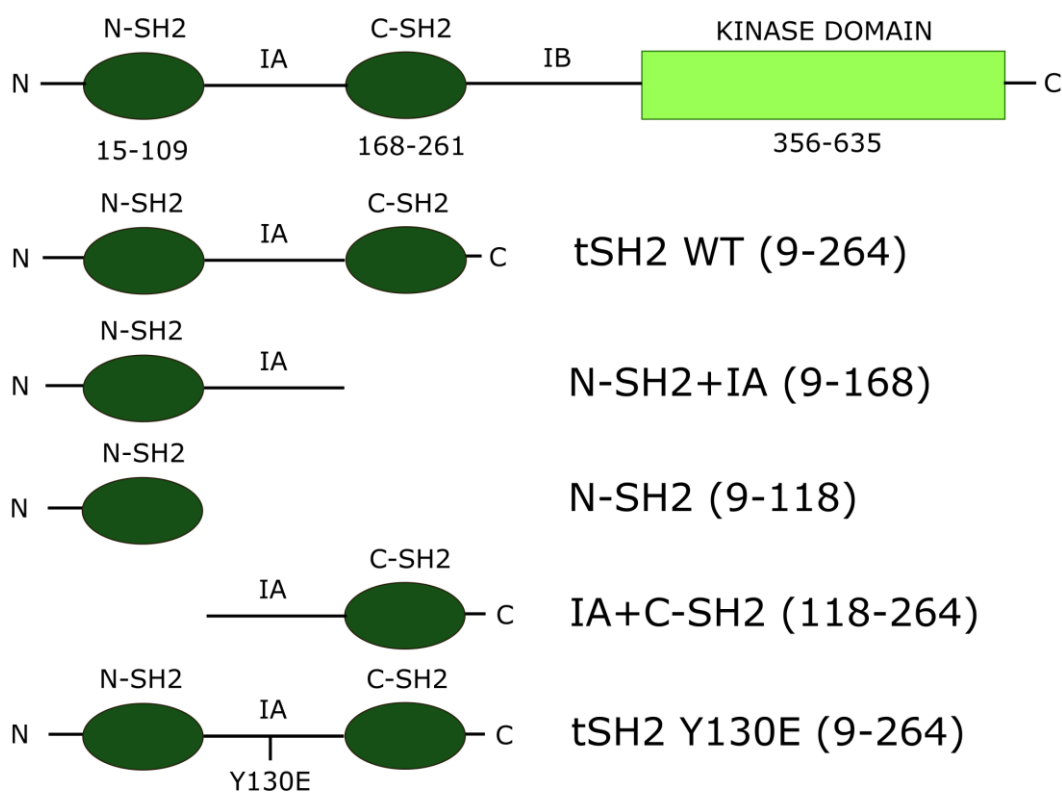 N-SH2 C-SH2 KINASE DOMAIN
N IA IB C
15-109 168-261 356-635
N-SH2 C-SH2
N IA C tSH2 WT (9-264)
N-SH2
N IA N-SH2+IA (9-168)
N-SH2
N N-SH2 (9-118)
C-SH2
IA C IA+C-SH2 (118-264)
N-SH2 C-SH2
N IA C tSH2 Y130E (9-264)
Y130E